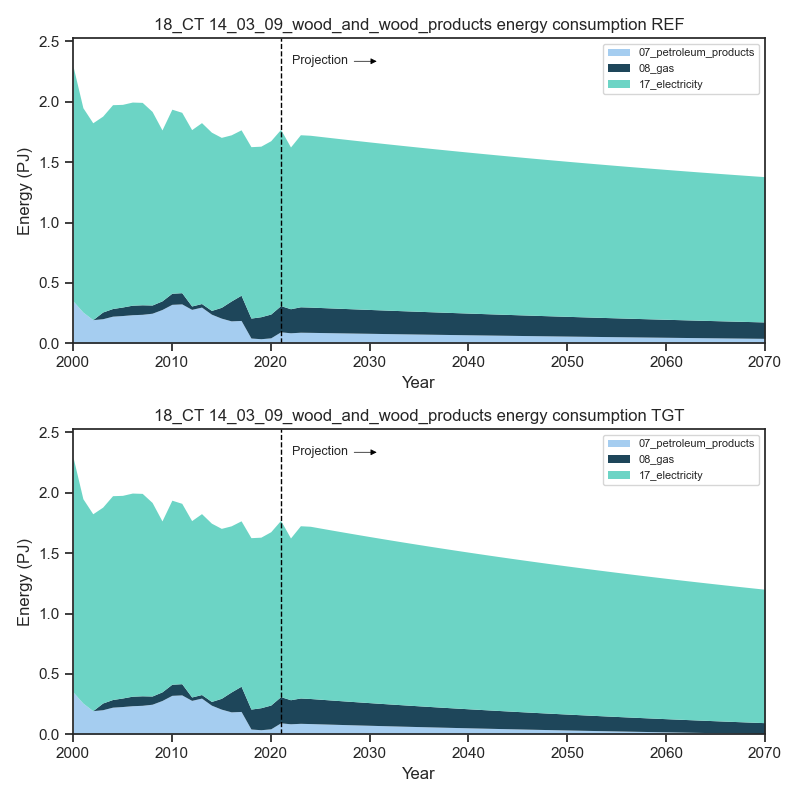 18_CT 14_03_09_wood_and_wood_products energy consumption REF
2.5
2.0
1.5
1.0
0.5
0.0
Energy (PJ)
Projection
07_petroleum_products
08_gas
17_electricity
2000 2010 2020 2030 2040 2050 2060 2070
Year
18_CT 14_03_09_wood_and_wood_products energy consumption TGT
2.5
2.0
1.5
1.0
0.5
0.0
Energy (PJ)
Projection
07_petroleum_products
08_gas
17_electricity
2000 2010 2020 2030 2040 2050 2060 2070
Year